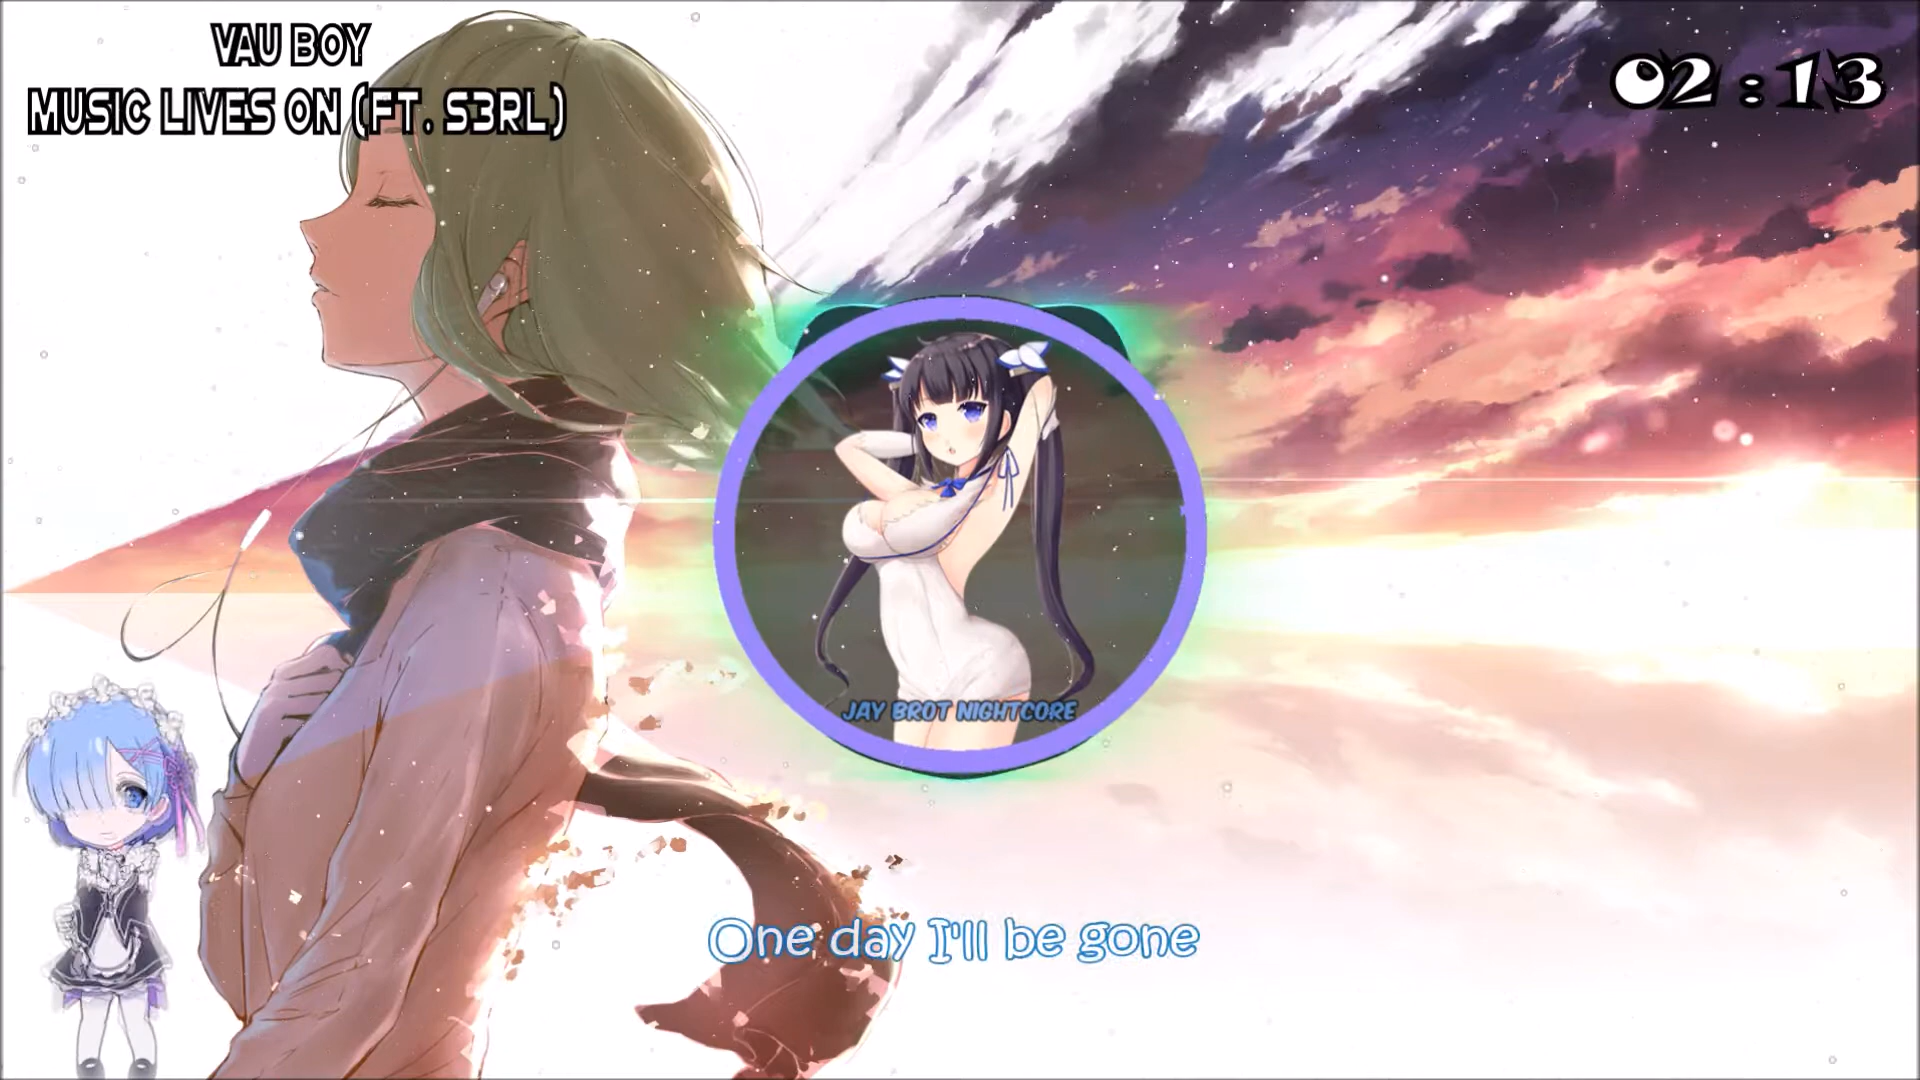 VAU BOY
MUSIC LIVES ON (FT. S3RL)
02:13
JAY BROT NIGHTCORE
One day I'll be gone